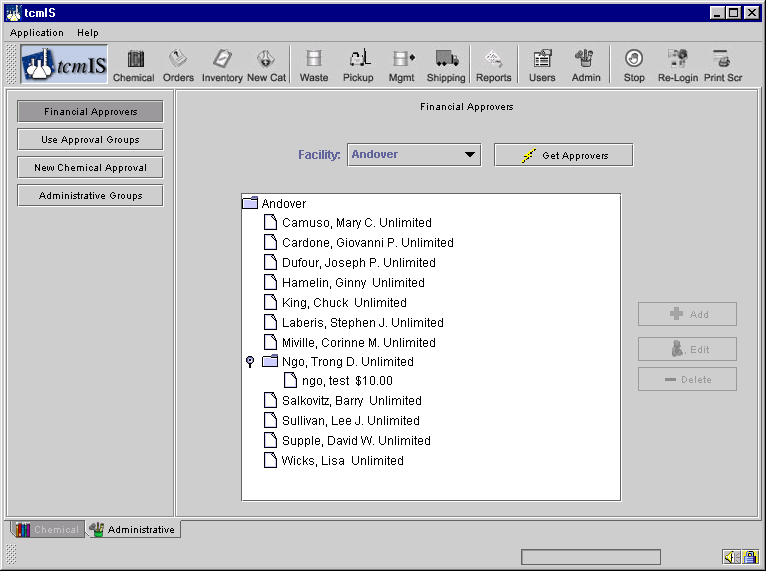 tcmIS
Application Help
tcmIS Chemical Orders Inventory New Cat Waste Pickup Mgmt Shipping Reports Users Admin Stop Re-Login Print Scr
Financial Approvers
Use Approval Groups
New Chemical Approval
Administrative Groups
Financial Approvers
Facility: Andover Get Approvers
Andover
Camuso, Mary C. Unlimited
Cardone, Giovanni P. Unlimited
Dufour, Joseph P. Unlimited
Hamelin, Ginny Unlimited
King, Chuck Unlimited
Laberis, Stephen J. Unlimited
Miville, Corinne M. Unlimited
Ngo, Trong D. Unlimited
ngo, test $10.00
Salkovitz, Barry Unlimited
Sullivan, Lee J. Unlimited
Supple, David W. Unlimited
Wicks, Lisa Unlimited
Add
Edit
Delete
Chemical Administrative